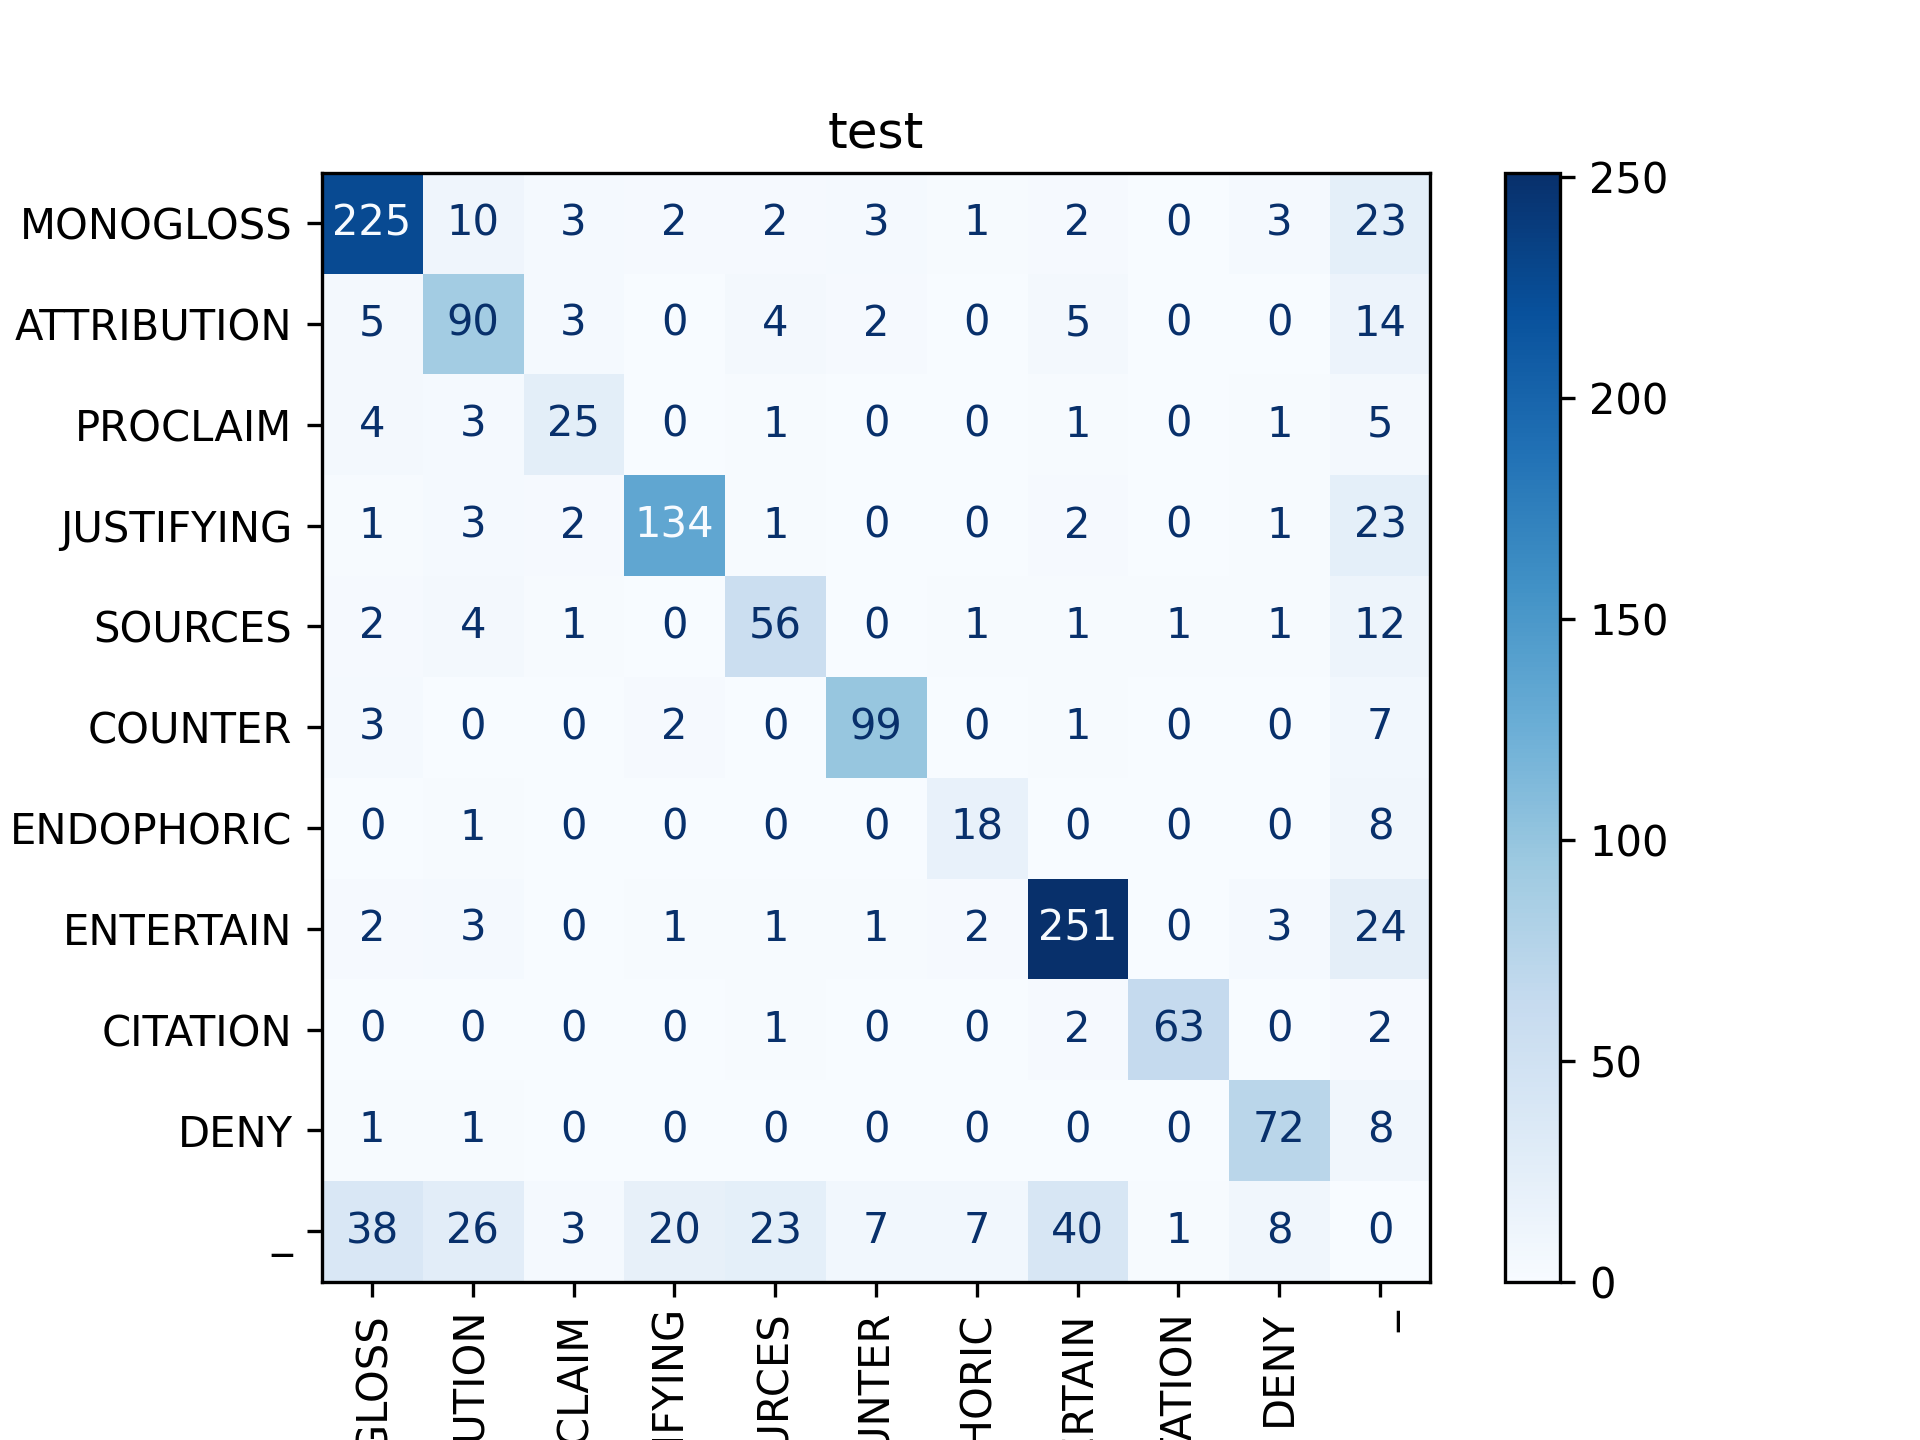 test
MONOGLOSS 225 10 3 2 2 3 1 2 0 3 23
ATTRIBUTION 5 90 3 0 4 2 0 5 0 0 14
PROCLAIM 4 3 25 0 1 0 0 1 0 1 5
JUSTIFYING 1 3 2 134 1 0 0 2 0 1 23
SOURCES 2 4 1 0 56 0 1 1 1 1 12
COUNTER 3 0 0 2 0 99 0 1 0 0 7
ENDOPHORIC 0 1 0 0 0 0 18 0 0 0 8
ENTERTAIN 2 3 0 1 1 1 2 251 0 3 24
CITATION 0 0 0 0 1 0 0 2 63 0 2
DENY 1 1 0 0 0 0 0 0 0 72 8
_ 38 26 3 20 23 7 7 40 1 8 0
GLOSS
UTION
CLAIM
IFYING
URCES
UNTER
HORIC
RTAIN
ATION
DENY
_
250
200
150
100
50
0